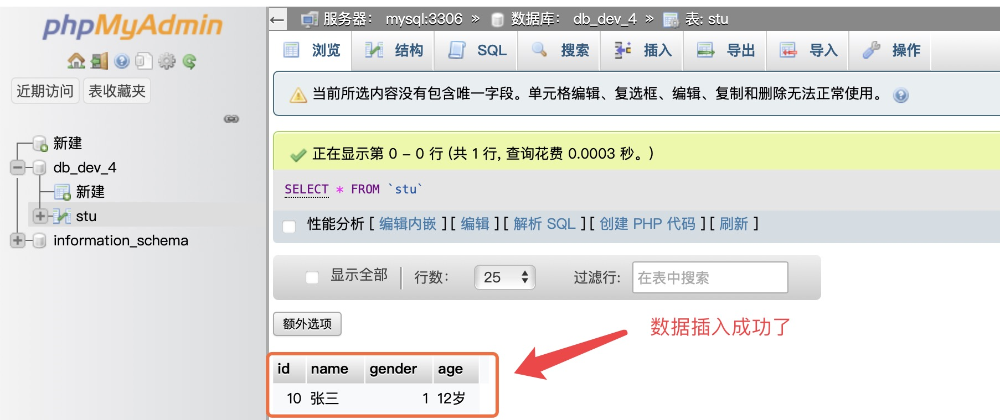 phpMyAdmin
近期访问 表收藏夹
新建
db_dev_4
新建
stu
information_schema
服务器： mysql:3306 » 数据库： db_dev_4 » 表: stu
浏览 结构 SQL 搜索 插入 导出 导入 操作
当前所选内容没有包含唯一字段。单元格编辑、复选框、编辑、复制和删除无法正常使用。
正在显示第 0 - 0 行 (共 1 行, 查询花费 0.0003 秒。)
SELECT * FROM `stu`
性能分析 [ 编辑内嵌 ] [ 编辑 ] [ 解析 SQL ] [ 创建 PHP 代码 ] [ 刷新 ]
显示全部 行数： 25 过滤行: 在表中搜索
额外选项
数据插入成功了
id name gender age
10 张三 1 12岁